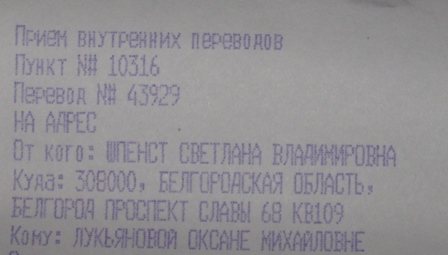 Прием внутренних переводов
Пункт N# 10316
Перевод N# 43929
НА АДРЕС
От кого: ШПЕНСТ СВЕТЛАНА ВЛАДИМИРОВНА
Куда: 308000, БЕЛГОРОДСКАЯ ОБЛАСТЬ,
БЕЛГОРОД ПРОСПЕКТ СЛАВЫ 68 КВ109
Кому: ЛУКЬЯНОВОЙ ОКСАНЕ МИХАЙЛОВНЕ